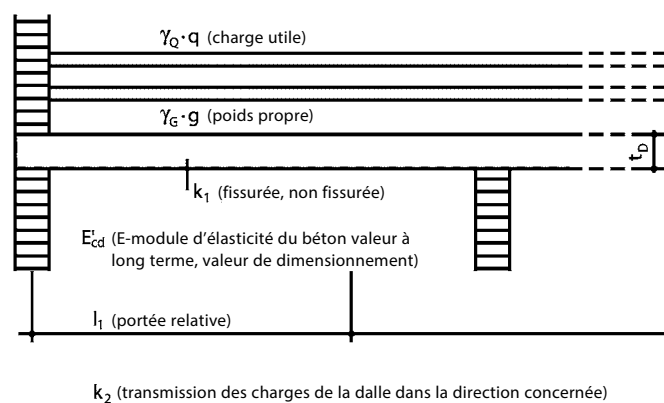 γQ·q (charge utile)
γG·g (poids propre)
tD
k1 (fissurée, non fissurée)
E'cd (E-module d'élasticité du béton valeur à
long terme, valeur de dimensionnement)
l1 (portée relative)
k2 (transmission des charges de la dalle dans la direction concernée)